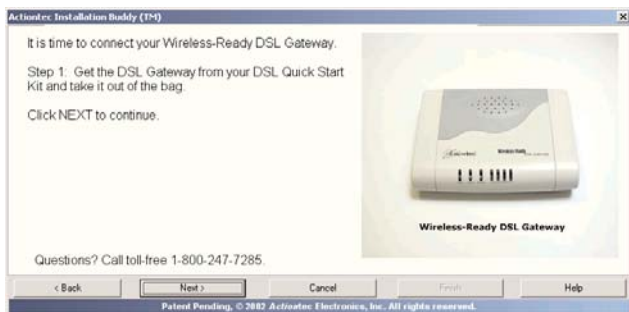 Actiontec Installation Buddy (TM)
It is time to connect your Wireless-Ready DSL Gateway.
Step 1: Get the DSL Gateway from your DSL Quick Start
Kit and take it out of the bag.
Click NEXT to continue.
Actiontec
Wireless-Ready
Wireless-Ready DSL Gateway
Questions? Call toll-free 1-800-247-7285.
< Back
Next >
Cancel
Finish
Help
Patent Pending, © 2002 Actiontec Electronics, Inc. All rights reserved.